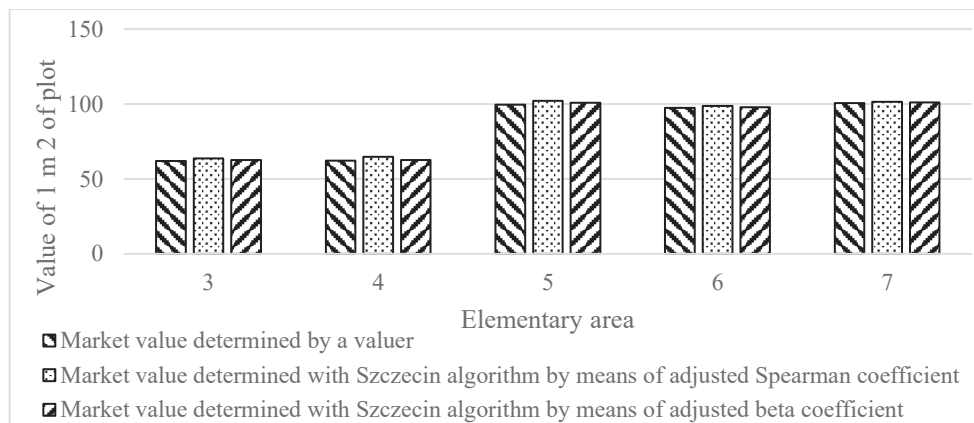 150
100
50
0
Value of 1 m 2 of plot
3 4 5 6 7
Elementary area
Market value determined by a valuer
Market value determined with Szczecin algorithm by means of adjusted Spearman coefficient
Market value determined with Szczecin algorithm by means of adjusted beta coefficient